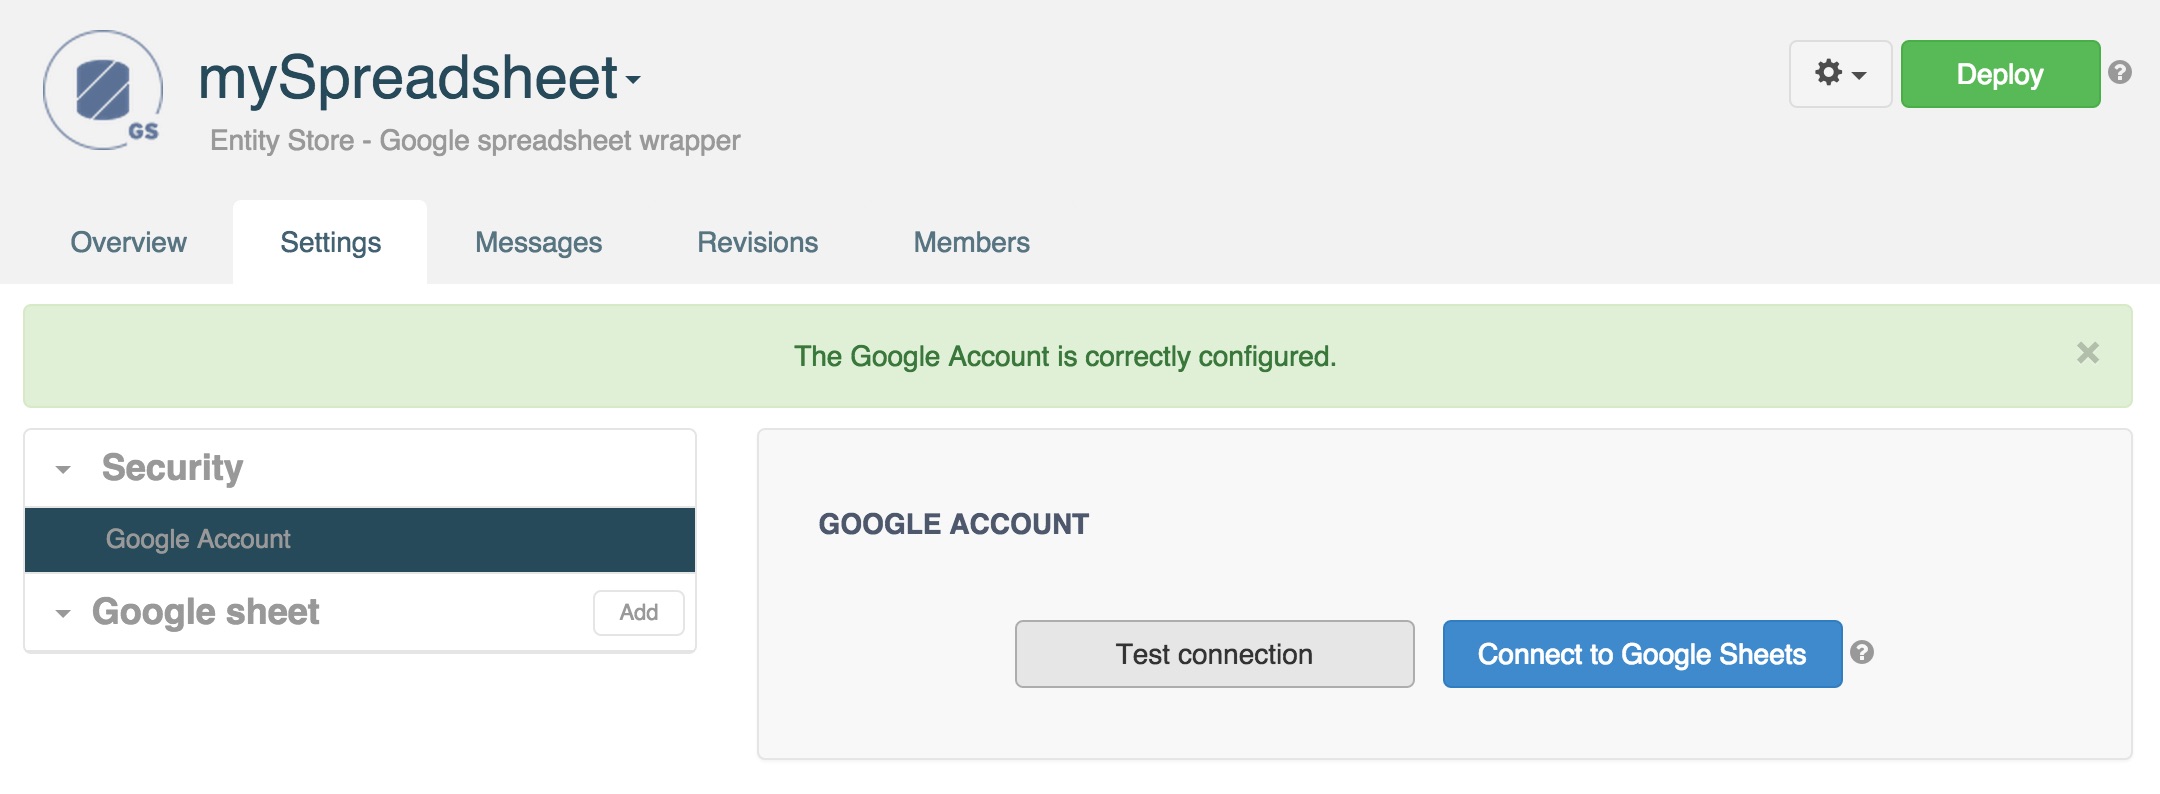 mySpreadsheet
GS
Entity Store - Google spreadsheet wrapper
Deploy
?
Overview
Settings
Messages
Revisions
Members
The Google Account is correctly configured.
×
Security
Google Account
Google sheet
Add
GOOGLE ACCOUNT
Test connection
Connect to Google Sheets
?